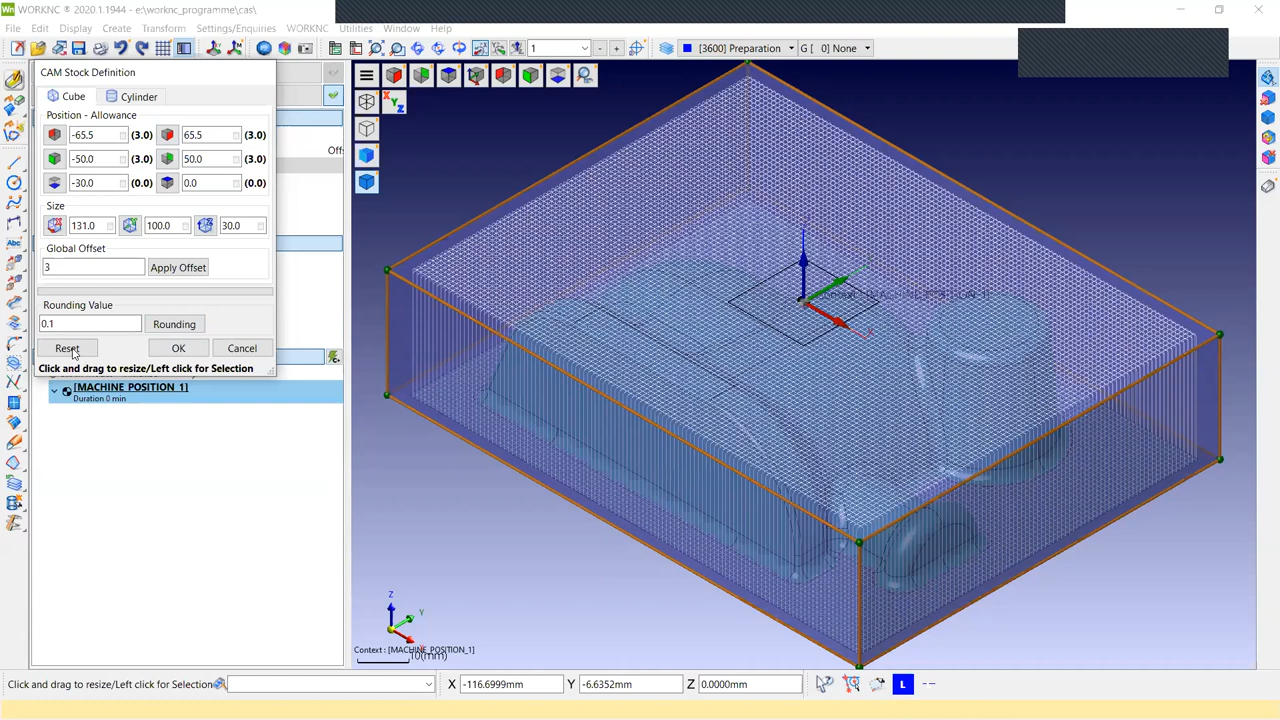 WORKNC ® 2020.1.1944 - e:\worknc_programme\cas\
File Edit Display Create Transform Settings/Enquiries WORKNC Utilities Window Help
1 [3600] Preparation G [ 0] None
CAM Stock Definition
Cube Cylinder
Position - Allowance
-65.5 (3.0) 65.5 (3.0)
-50.0 (3.0) 50.0 (3.0)
-30.0 (0.0) 0.0 (0.0)
Size
131.0 100.0 30.0
Global Offset
3 Apply Offset
Rounding Value
0.1 Rounding
Reset OK Cancel
Click and drag to resize/Left click for Selection
[MACHINE_POSITION_1]
Duration 0 min
X Y Z
X
Z
Y
Context : [MACHINE_POSITION_1]
10(mm)
Click and drag to resize/Left click for Selection X -116.6999mm Y -6.6352mm Z 0.0000mm L